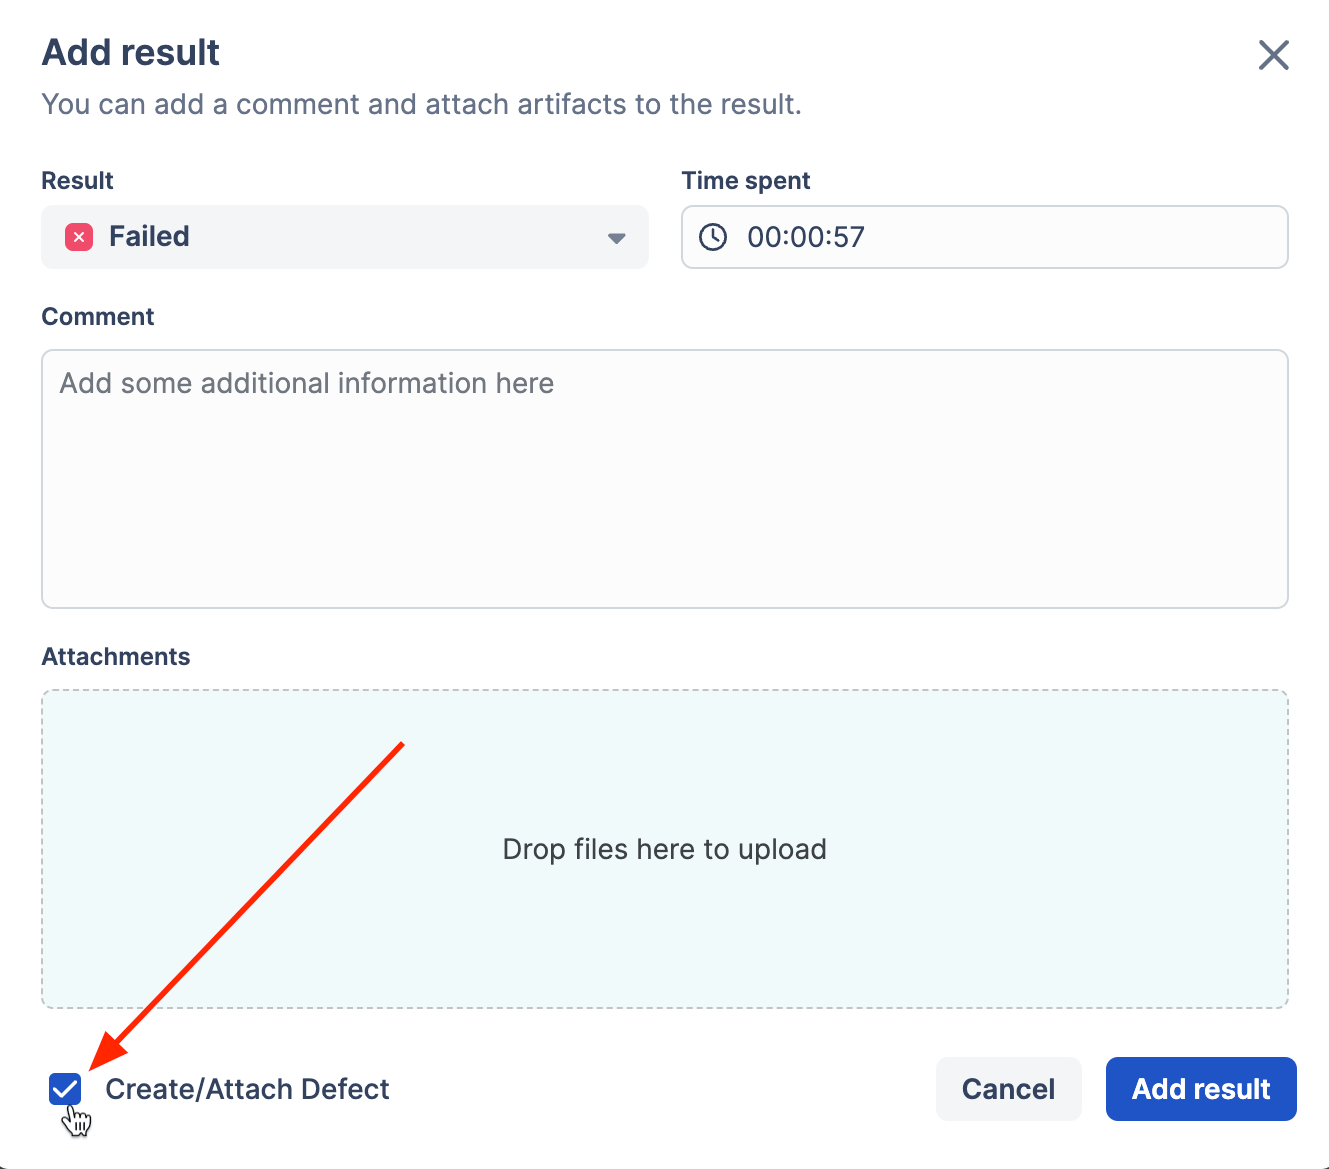 Add result
You can add a comment and attach artifacts to the result.
Result
Time spent
Failed
00:00:57
Comment
Add some additional information here
Attachments
Drop files here to upload
Create/Attach Defect
Cancel
Add result